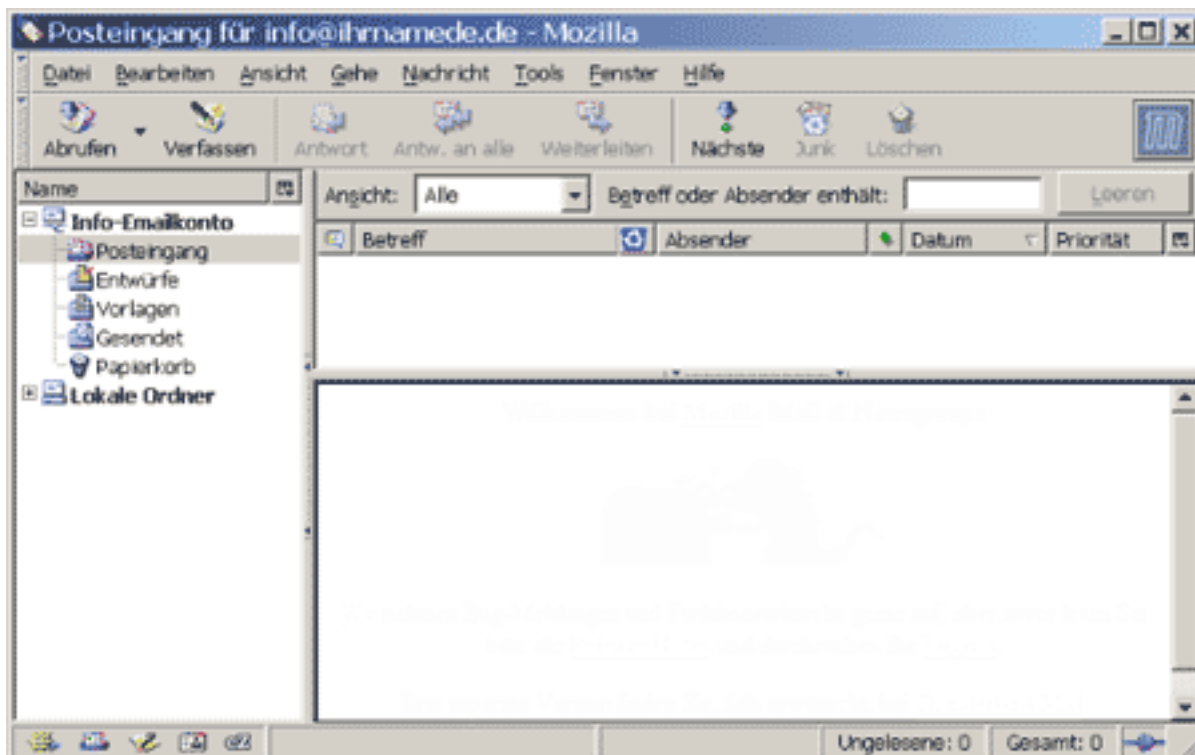 Posteingang für info@ihrnamede.de - Mozilla
Datei Bearbeiten Ansicht Gehe Nachricht Tools Fenster Hilfe
Abrufen Verfassen Antwort Antw. an alle Weiterleiten Nächste Junk Löschen
Name
Info-Emailkonto
Posteingang
Entwürfe
Vorlagen
Gesendet
Papierkorb
Lokale Ordner
Ansicht: Alle Betreff oder Absender enthält: Leeren
Betreff Absender Datum Priorität
Ungelesene: 0 Gesamt: 0